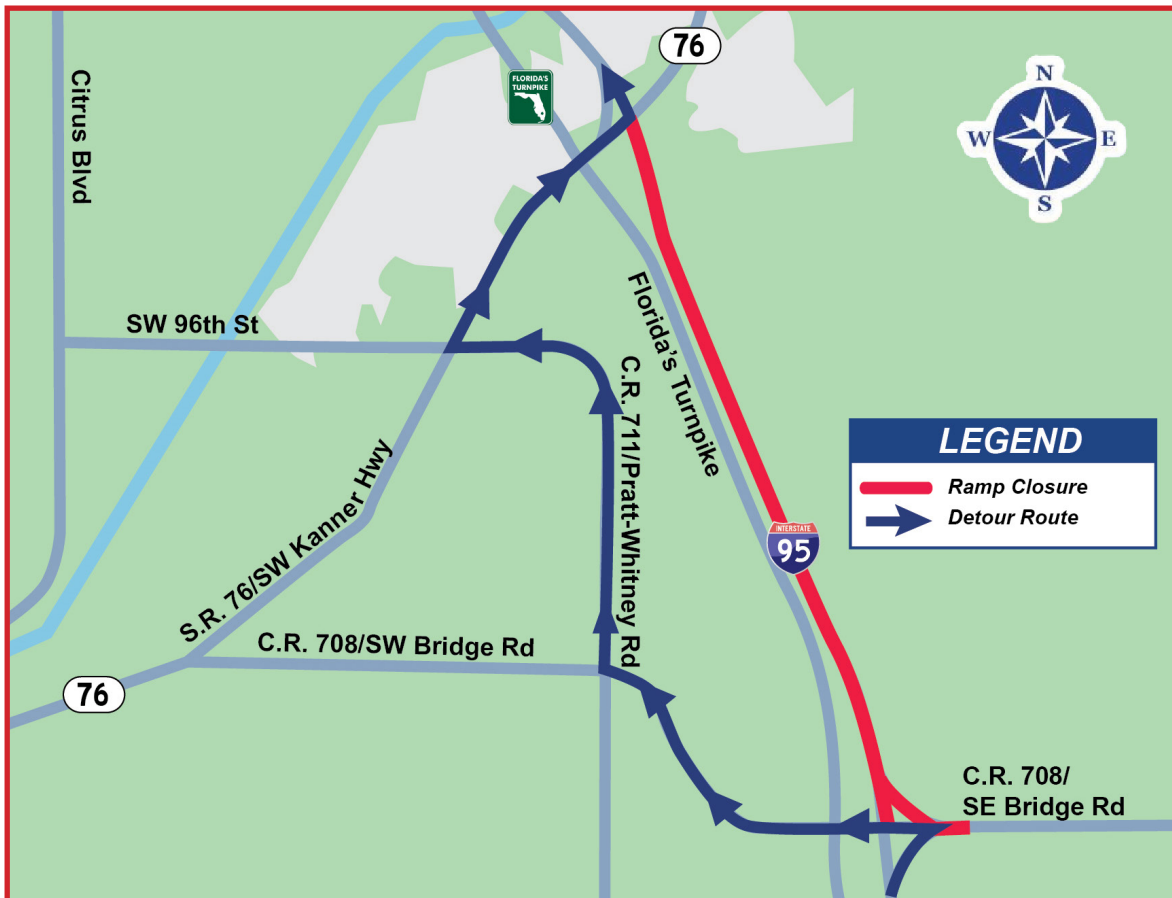 76
FLORIDA'S
TURNPIKE
Citrus Blvd
N
W
E
S
SW 96th St
Florida's Turnpike
C.R. 711/Pratt-Whitney Rd
S.R. 76/SW Kanner Hwy
LEGEND
Ramp Closure
Detour Route
INTERSTATE
95
C.R. 708/SW Bridge Rd
76
C.R. 708/
SE Bridge Rd